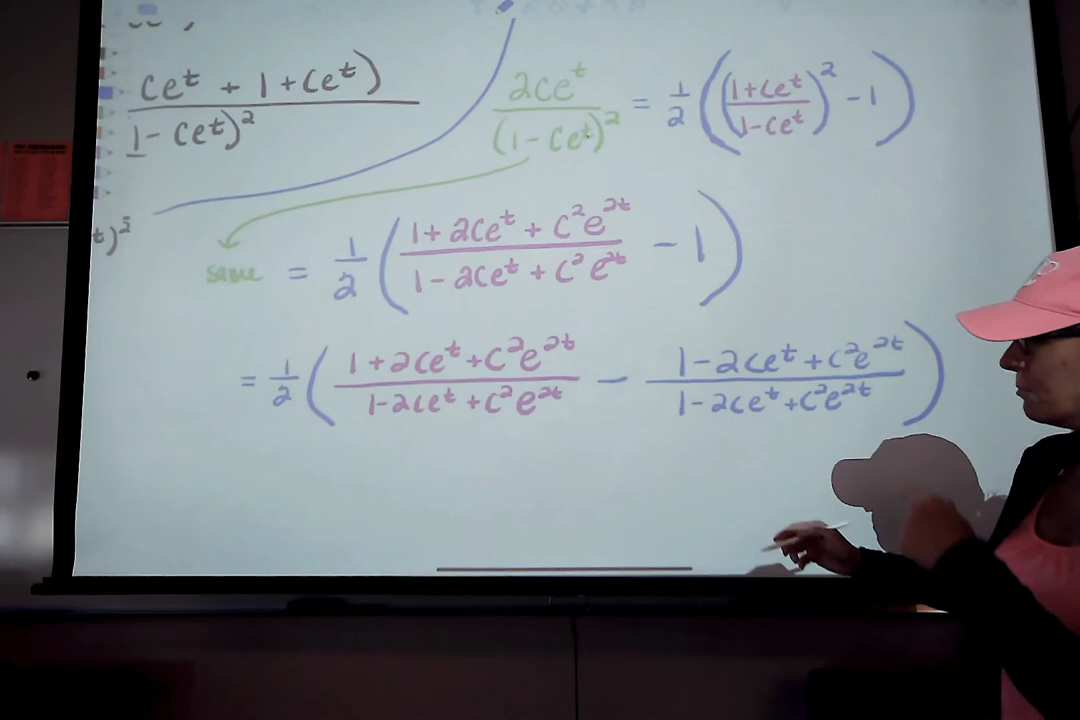 Ce^t + 1 + Ce^t)
1 - Ce^t)^2
2Ce^t / (1 - Ce^t)^2 = 1/2 (((1+Ce^t)/(1-Ce^t))^2 - 1)
t)^2
same = 1/2 ((1 + 2Ce^t + C^2e^2t)/(1 - 2Ce^t + C^2e^2t) - 1)
= 1/2 ((1+2Ce^t+C^2e^2t)/(1-2Ce^t+C^2e^2t) - (1-2Ce^t+C^2e^2t)/(1-2Ce^t+C^2e^2t))